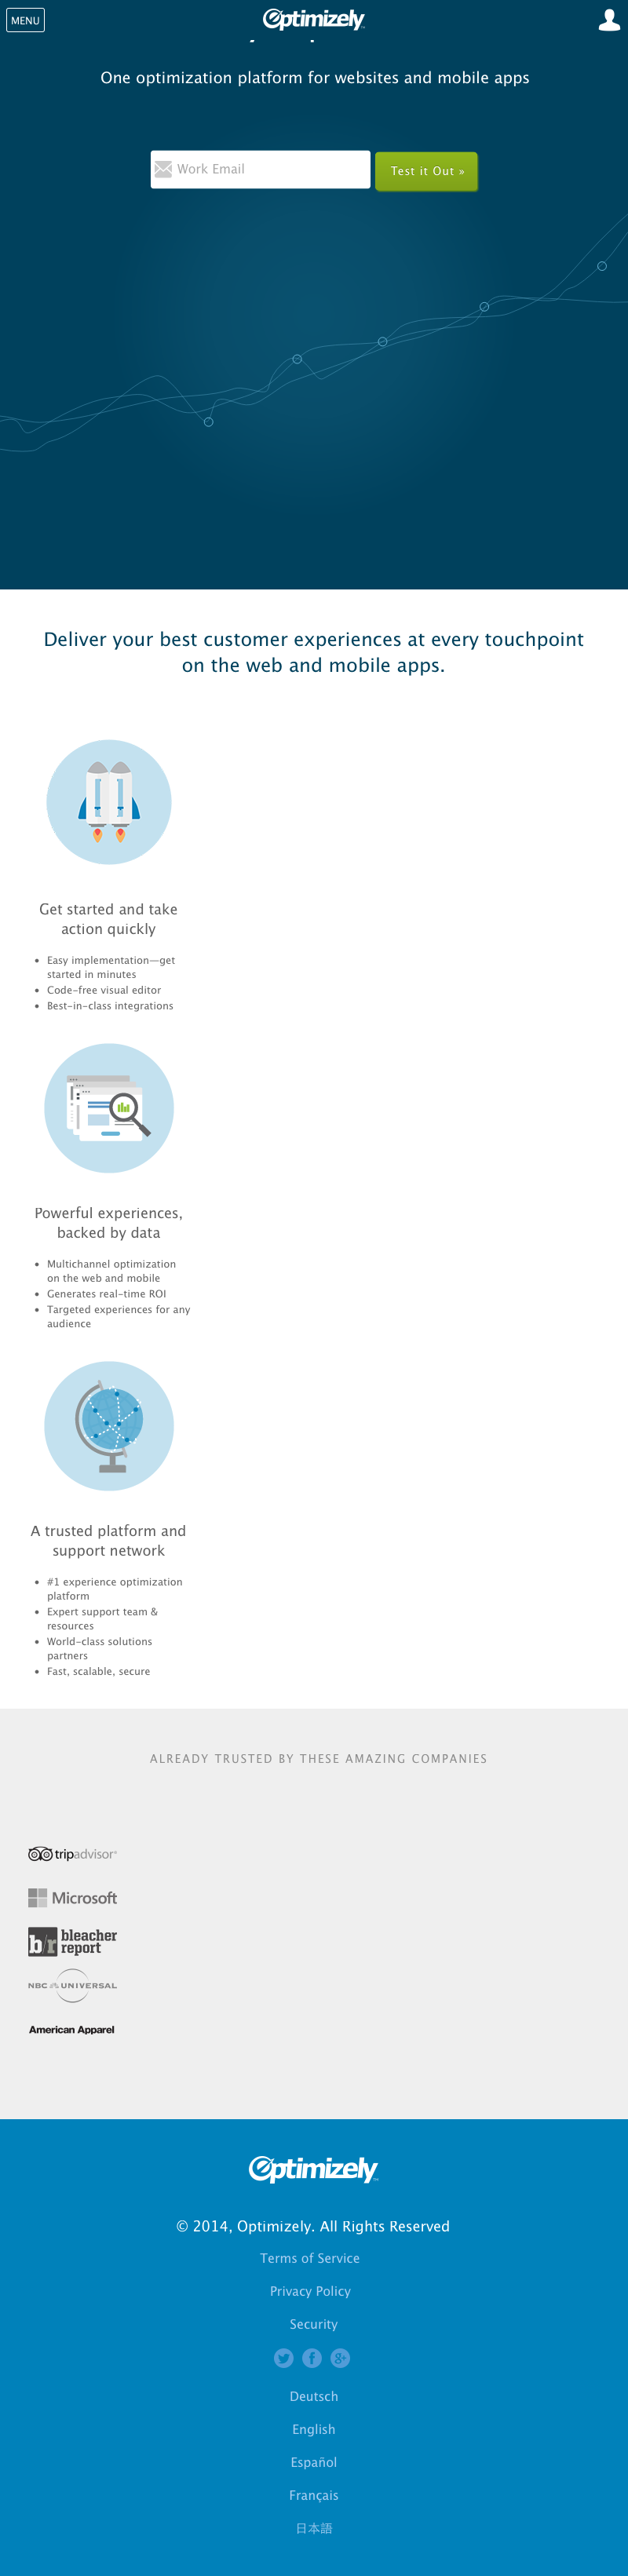 MENU
Optimizely
One optimization platform for websites and mobile apps
Work Email
Test it Out »
Deliver your best customer experiences at every touchpoint
on the web and mobile apps.
Get started and take
action quickly
• Easy implementation—get
started in minutes
• Code-free visual editor
• Best-in-class integrations
Powerful experiences,
backed by data
• Multichannel optimization
on the web and mobile
• Generates real-time ROI
• Targeted experiences for any
audience
A trusted platform and
support network
• #1 experience optimization
platform
• Expert support team &
resources
• World-class solutions
partners
• Fast, scalable, secure
ALREADY TRUSTED BY THESE AMAZING COMPANIES
tripadvisor®
Microsoft
b/r bleacher
report
NBC UNIVERSAL
American Apparel
Optimizely
© 2014, Optimizely. All Rights Reserved
Terms of Service
Privacy Policy
Security
Deutsch
English
Español
Français
日本語